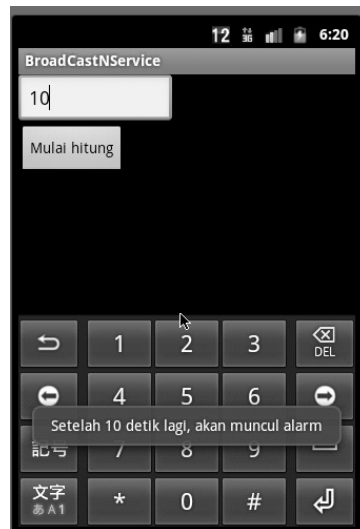 12 3G 6:20
BroadCastNService
10
Mulai hitung
1 2 3 DEL
4 5 6
Setelah 10 detik lagi, akan muncul alarm
記号 7 8 9
文字 * 0 # 
あA1